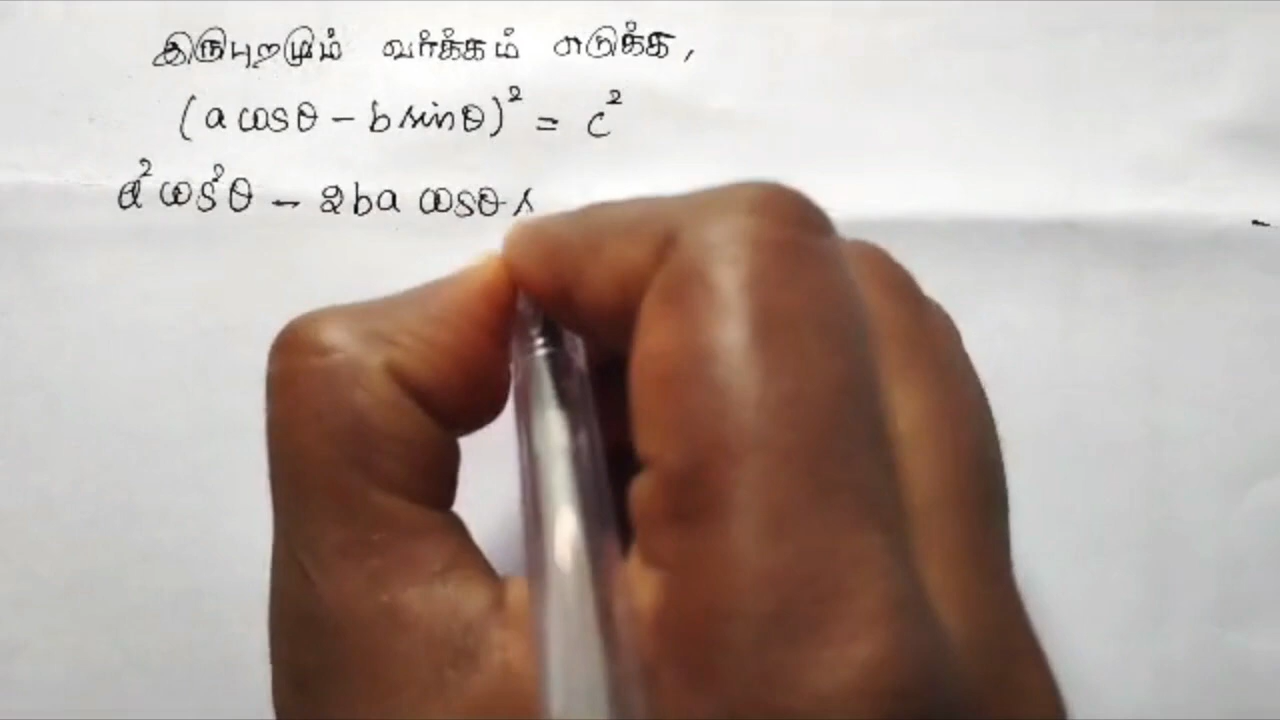 இருபுறமும் வர்க்கம் எடுக்க,
(a cosθ - b sinθ)² = c²
a² cos²θ - 2ba cosθ s